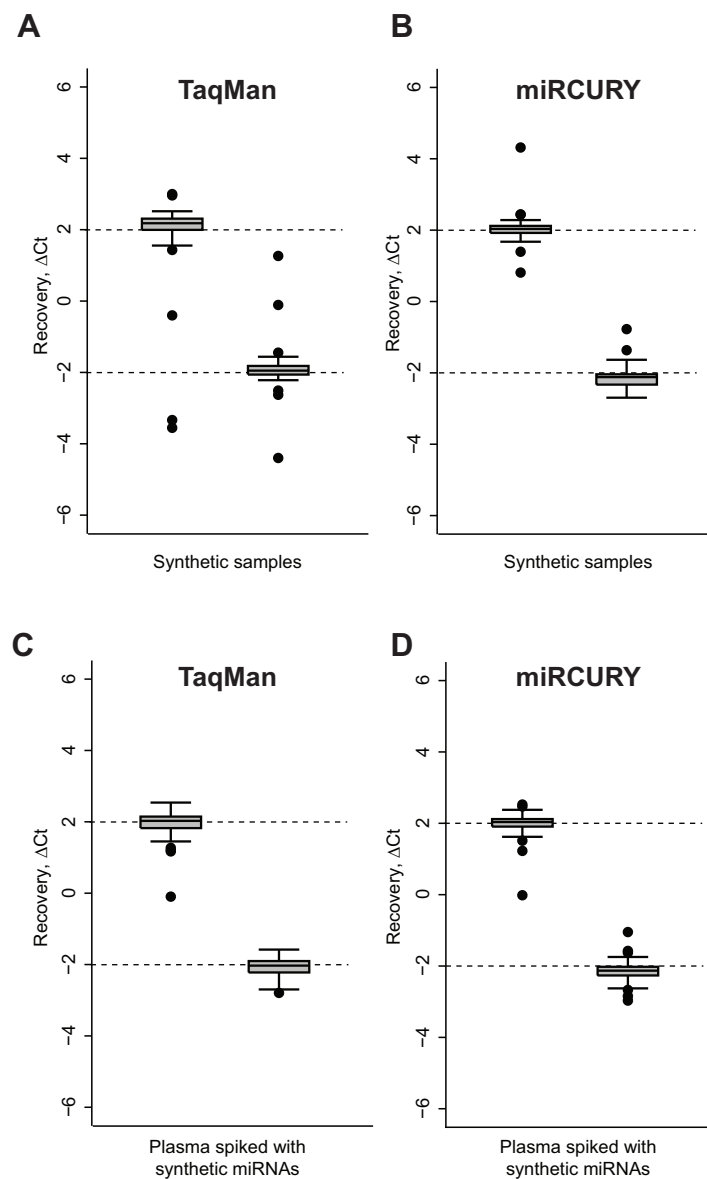 A
B
TaqMan
miRCURY
Recovery, ΔCt
6
4
2
0
−2
−4
−6
Recovery, ΔCt
6
4
2
0
−2
−4
−6
Synthetic samples
Synthetic samples
C
D
TaqMan
miRCURY
Recovery, ΔCt
6
4
2
0
−2
−4
−6
Recovery, ΔCt
6
4
2
0
−2
−4
−6
Plasma spiked with
synthetic miRNAs
Plasma spiked with
synthetic miRNAs